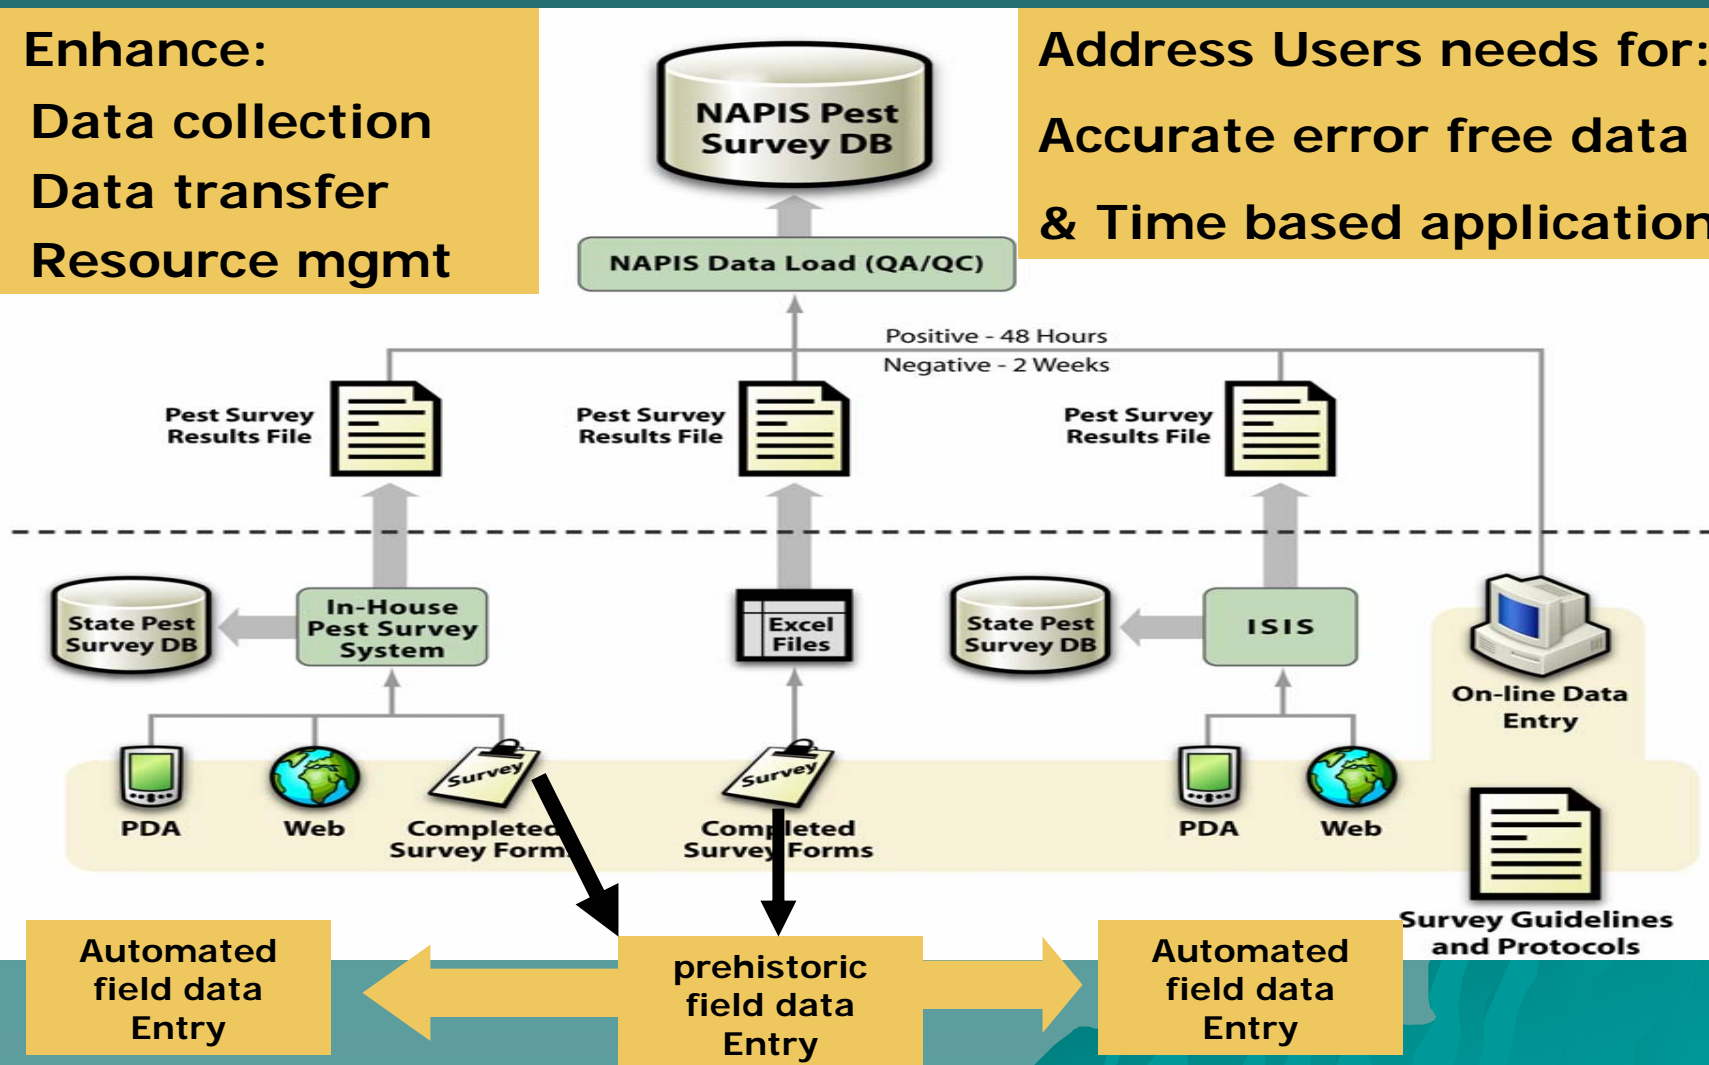 Enhance:
Data collection
Data transfer
Resource mgmt
NAPIS Pest
Survey DB
Address Users needs for:
Accurate error free data
& Time based application
NAPIS Data Load (QA/QC)
Positive - 48 Hours
Negative - 2 Weeks
Pest Survey
Results File
Pest Survey
Results File
Pest Survey
Results File
State Pest
Survey DB
In-House
Pest Survey
System
Excel
Files
State Pest
Survey DB
ISIS
On-line Data
Entry
PDA
Web
Survey
Completed
Survey Forms
Survey
Completed
Survey Forms
PDA
Web
Survey Guidelines
and Protocols
Automated
field data
Entry
prehistoric
field data
Entry
Automated
field data
Entry